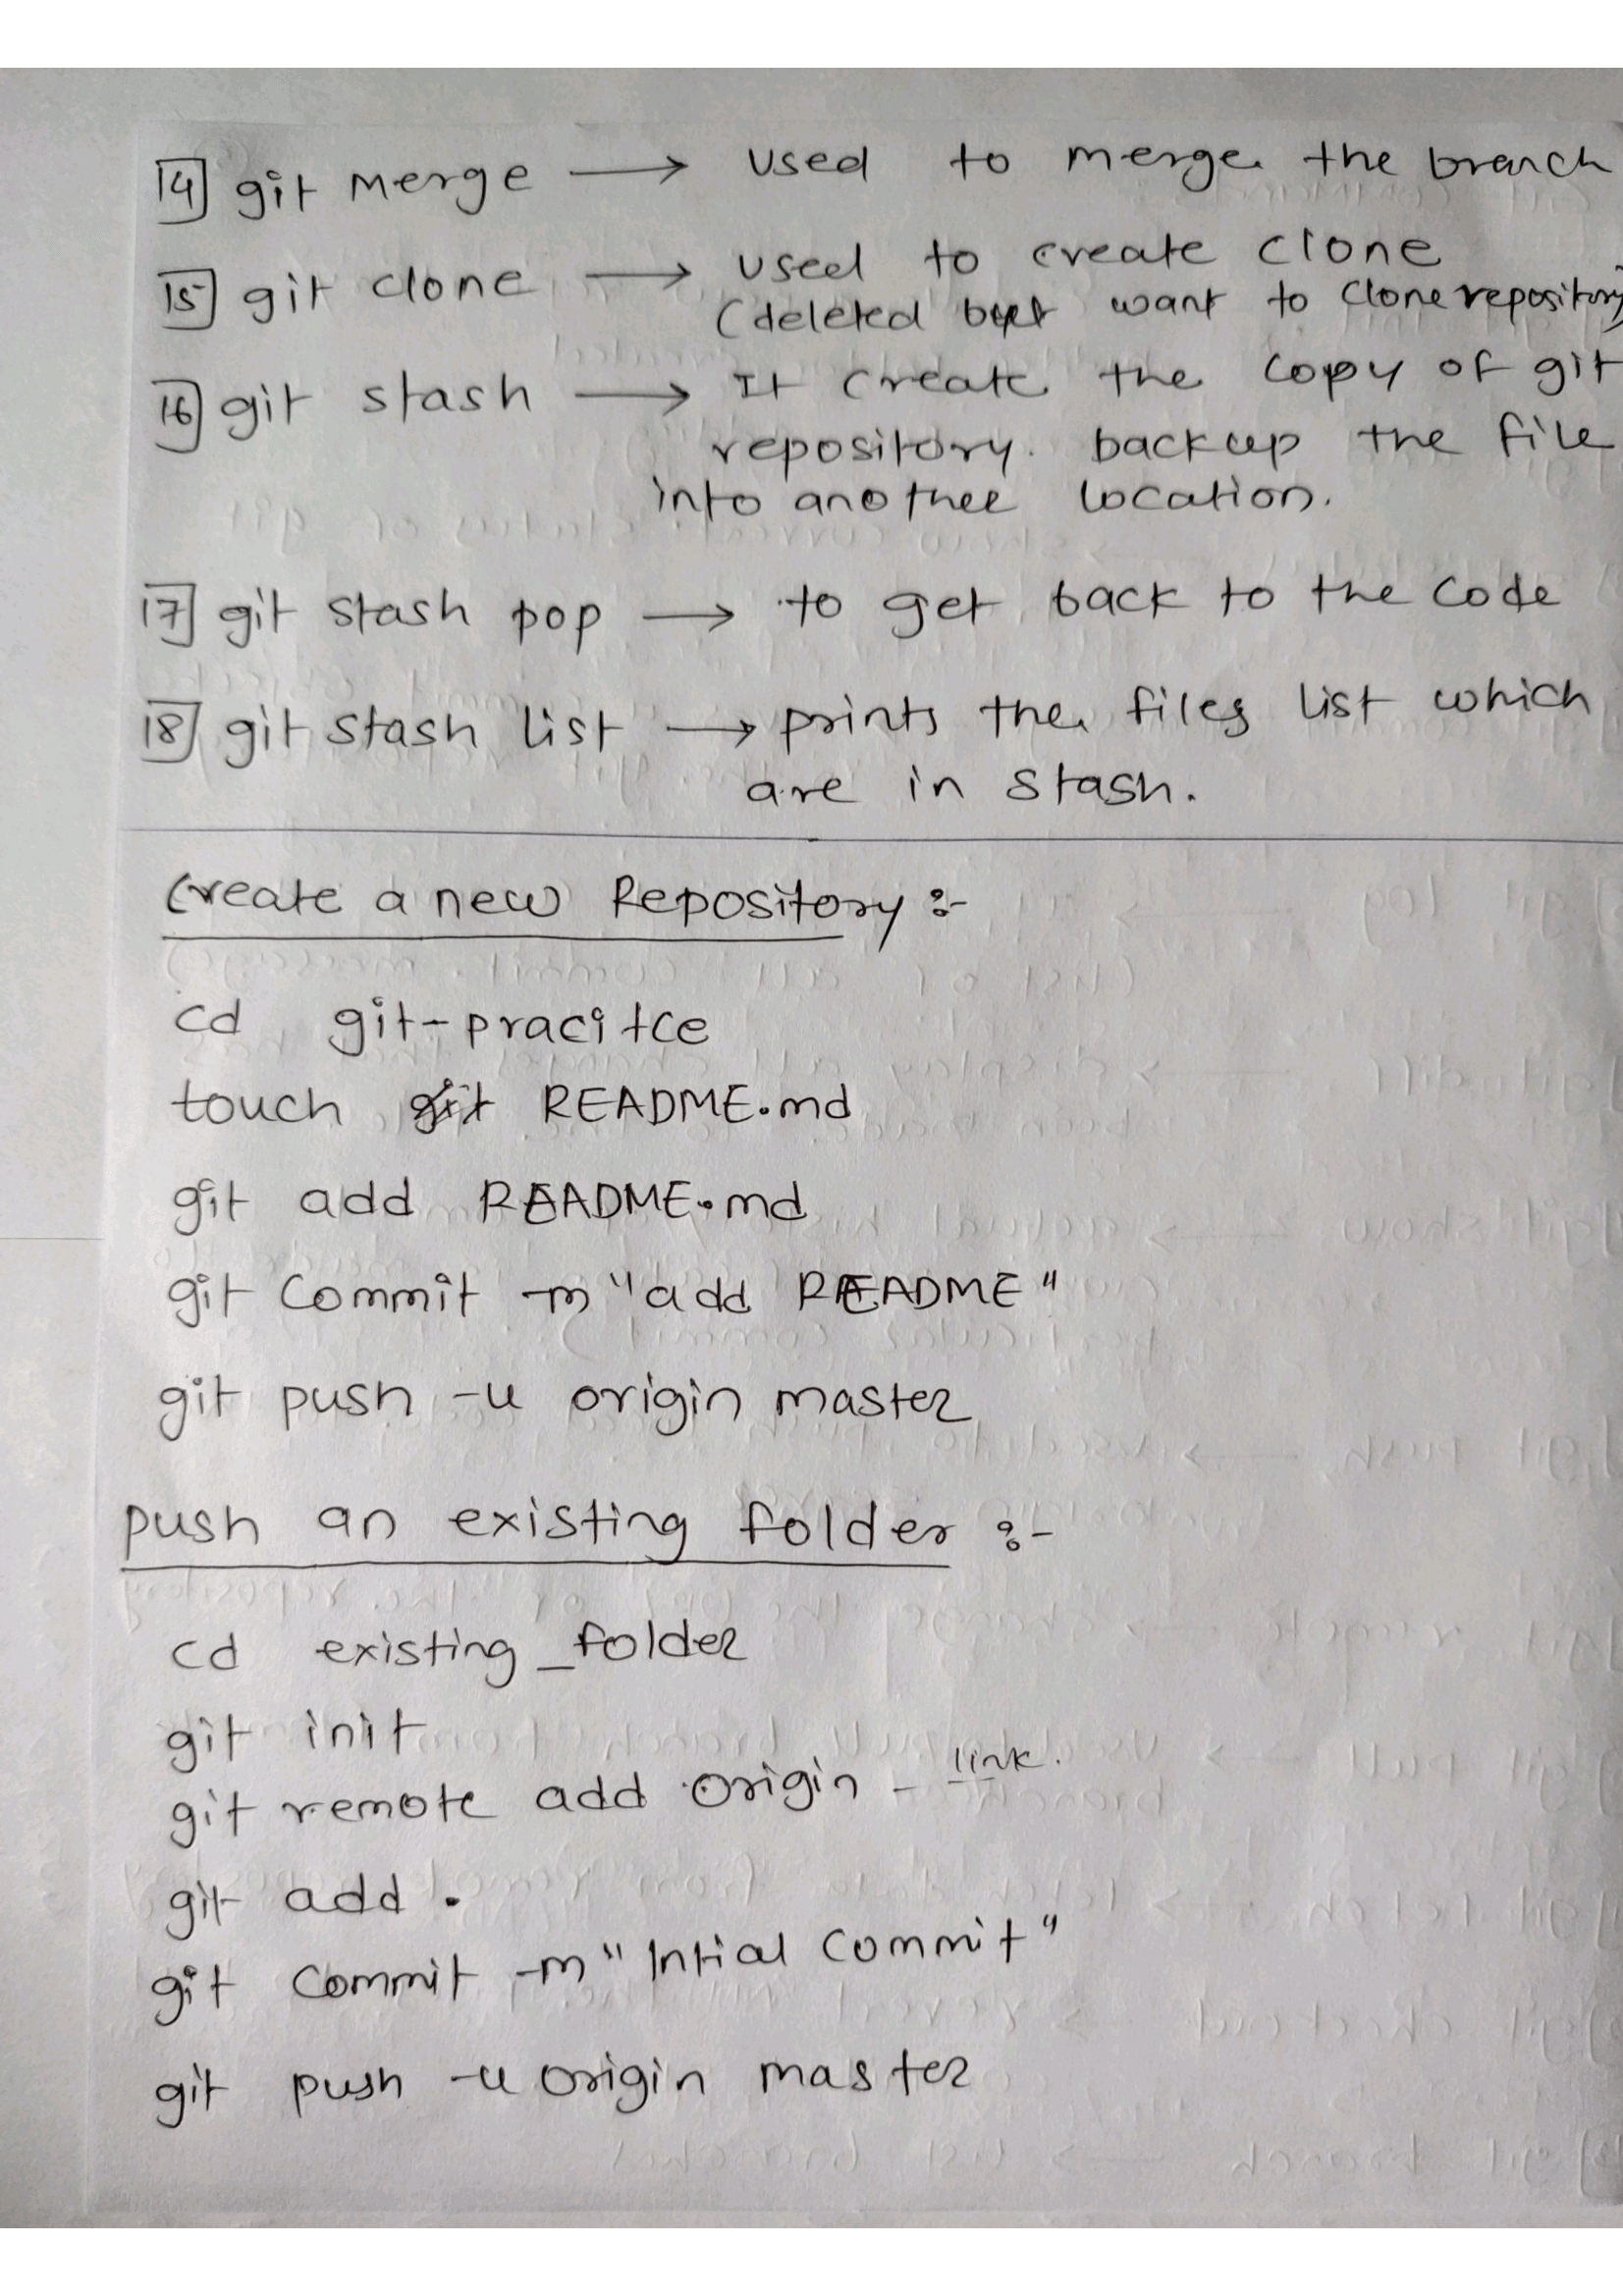 14] git merge → used to merge the branch
15] git clone → used to create clone
(deleted but want to clone repository
16] git stash → It create the copy of git
repository. backup the file
into another location.
17] git stash pop → to get back to the code
18] git stash list → prints the files list which
are in stash.
Create a new Repository :-
cd git-pracitce
touch README.md
git add README.md
git commit -m "add README"
git push -u origin master
push an existing folder :-
cd existing_folder
git init
git remote add origin - link.
git add .
git commit -m "Intial commit"
git push -u origin master